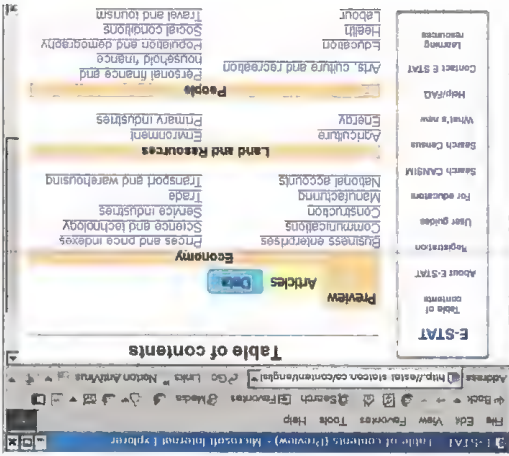 E-STAT Table of contents (Preview) - Microsoft Internet Explorer
File Edit View Favorites Tools Help
Back Search Favorites Media
Address http://estat.statcan.ca/content/english/ Go Links Norton AntiVirus
E-STAT
Table of contents
About E-STAT
Registration
User guides
For educators
Search CANSIM
Search Census
What's new
Help/FAQ
Contact E STAT
Learning resources
Table of contents
Preview Articles Data
Economy
Business enterprises
Communications
Construction
Manufacturing
National accounts
Prices and price indexes
Science and technology
Service industries
Trade
Transport and warehousing
Land and Resources
Agriculture
Energy
Environment
Primary industries
People
Arts, culture and recreation
Education
Health
Labour
Personal finance and household finance
Population and demography
Social conditions
Travel and tourism